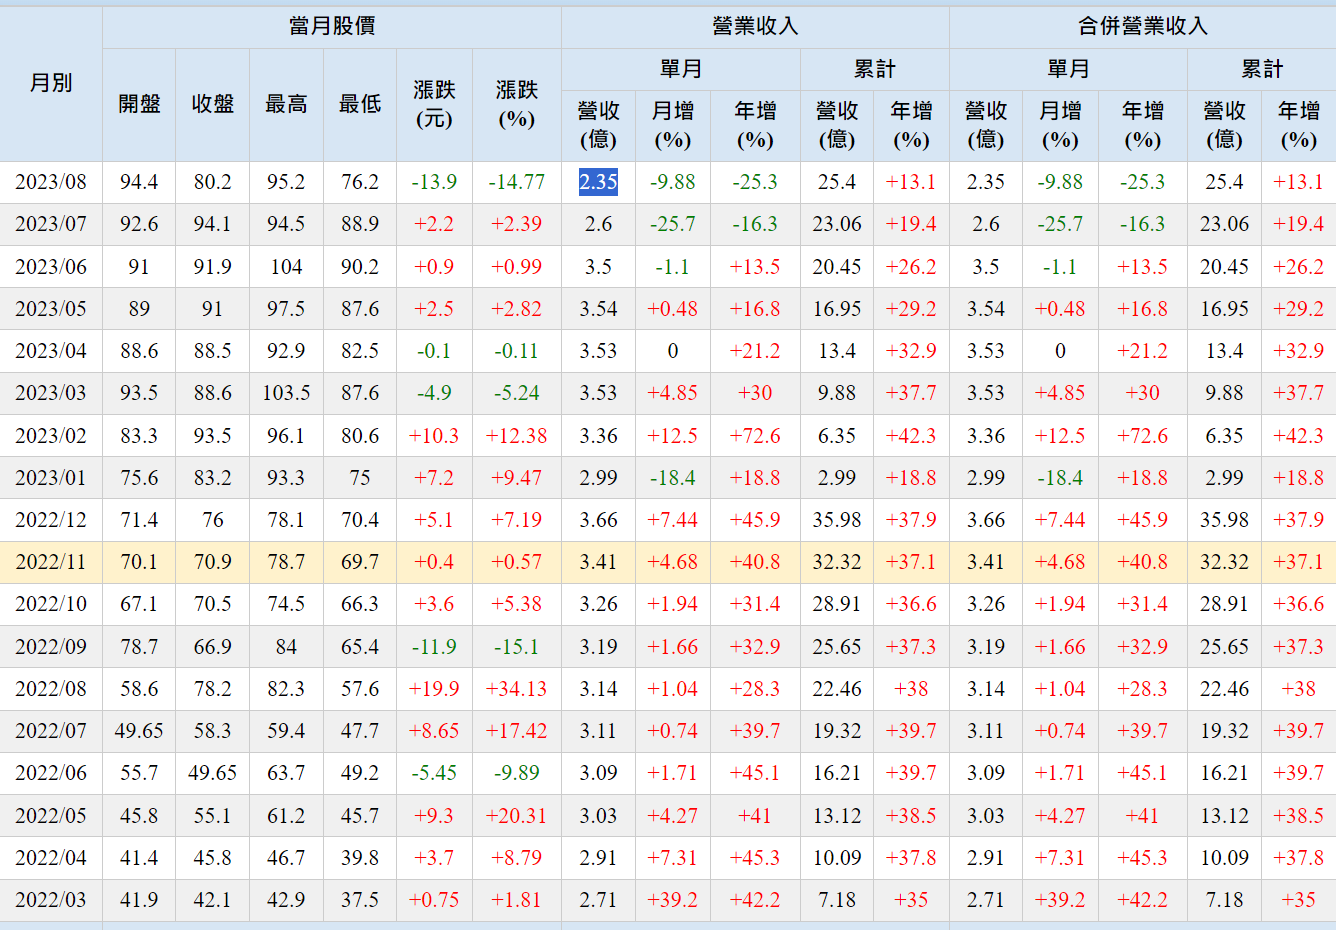 當月股價 營業收入 合併營業收入
月別 開盤 收盤 最高 最低 漲跌(元) 漲跌(%) 單月 累計 單月 累計
營收(億) 月增(%) 年增(%) 營收(億) 年增(%) 營收(億) 月增(%) 年增(%) 營收(億) 年增(%)
2023/08 94.4 80.2 95.2 76.2 -13.9 -14.77 2.35 -9.88 -25.3 25.4 +13.1 2.35 -9.88 -25.3 25.4 +13.1
2023/07 92.6 94.1 94.5 88.9 +2.2 +2.39 2.6 -25.7 -16.3 23.06 +19.4 2.6 -25.7 -16.3 23.06 +19.4
2023/06 91 91.9 104 90.2 +0.9 +0.99 3.5 -1.1 +13.5 20.45 +26.2 3.5 -1.1 +13.5 20.45 +26.2
2023/05 89 91 97.5 87.6 +2.5 +2.82 3.54 +0.48 +16.8 16.95 +29.2 3.54 +0.48 +16.8 16.95 +29.2
2023/04 88.6 88.5 92.9 82.5 -0.1 -0.11 3.53 0 +21.2 13.4 +32.9 3.53 0 +21.2 13.4 +32.9
2023/03 93.5 88.6 103.5 87.6 -4.9 -5.24 3.53 +4.85 +30 9.88 +37.7 3.53 +4.85 +30 9.88 +37.7
2023/02 83.3 93.5 96.1 80.6 +10.3 +12.38 3.36 +12.5 +72.6 6.35 +42.3 3.36 +12.5 +72.6 6.35 +42.3
2023/01 75.6 83.2 93.3 75 +7.2 +9.47 2.99 -18.4 +18.8 2.99 +18.8 2.99 -18.4 +18.8 2.99 +18.8
2022/12 71.4 76 78.1 70.4 +5.1 +7.19 3.66 +7.44 +45.9 35.98 +37.9 3.66 +7.44 +45.9 35.98 +37.9
2022/11 70.1 70.9 78.7 69.7 +0.4 +0.57 3.41 +4.68 +40.8 32.32 +37.1 3.41 +4.68 +40.8 32.32 +37.1
2022/10 67.1 70.5 74.5 66.3 +3.6 +5.38 3.26 +1.94 +31.4 28.91 +36.6 3.26 +1.94 +31.4 28.91 +36.6
2022/09 78.7 66.9 84 65.4 -11.9 -15.1 3.19 +1.66 +32.9 25.65 +37.3 3.19 +1.66 +32.9 25.65 +37.3
2022/08 58.6 78.2 82.3 57.6 +19.9 +34.13 3.14 +1.04 +28.3 22.46 +38 3.14 +1.04 +28.3 22.46 +38
2022/07 49.65 58.3 59.4 47.7 +8.65 +17.42 3.11 +0.74 +39.7 19.32 +39.7 3.11 +0.74 +39.7 19.32 +39.7
2022/06 55.7 49.65 63.7 49.2 -5.45 -9.89 3.09 +1.71 +45.1 16.21 +39.7 3.09 +1.71 +45.1 16.21 +39.7
2022/05 45.8 55.1 61.2 45.7 +9.3 +20.31 3.03 +4.27 +41 13.12 +38.5 3.03 +4.27 +41 13.12 +38.5
2022/04 41.4 45.8 46.7 39.8 +3.7 +8.79 2.91 +7.31 +45.3 10.09 +37.8 2.91 +7.31 +45.3 10.09 +37.8
2022/03 41.9 42.1 42.9 37.5 +0.75 +1.81 2.71 +39.2 +42.2 7.18 +35 2.71 +39.2 +42.2 7.18 +35